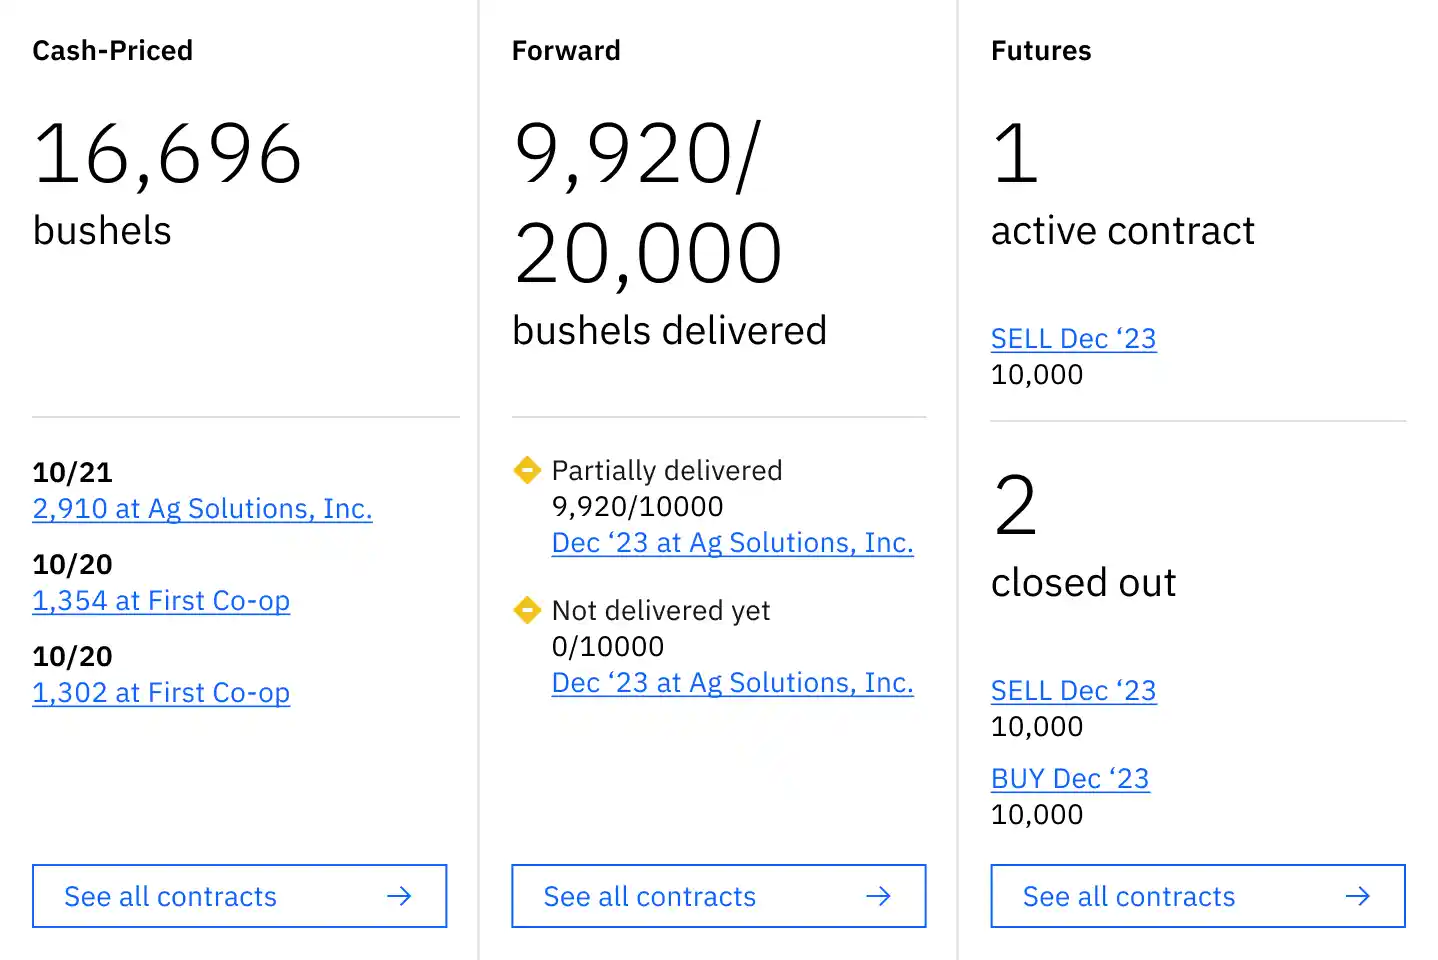 Cash-Priced
16,696
bushels
10/21
2,910 at Ag Solutions, Inc.
10/20
1,354 at First Co-op
10/20
1,302 at First Co-op
See all contracts
Forward
9,920/
20,000
bushels delivered
Partially delivered
9,920/10000
Dec ‘23 at Ag Solutions, Inc.
Not delivered yet
0/10000
Dec ‘23 at Ag Solutions, Inc.
See all contracts
Futures
1
active contract
SELL Dec ‘23
10,000
2
closed out
SELL Dec ‘23
10,000
BUY Dec ‘23
10,000
See all contracts